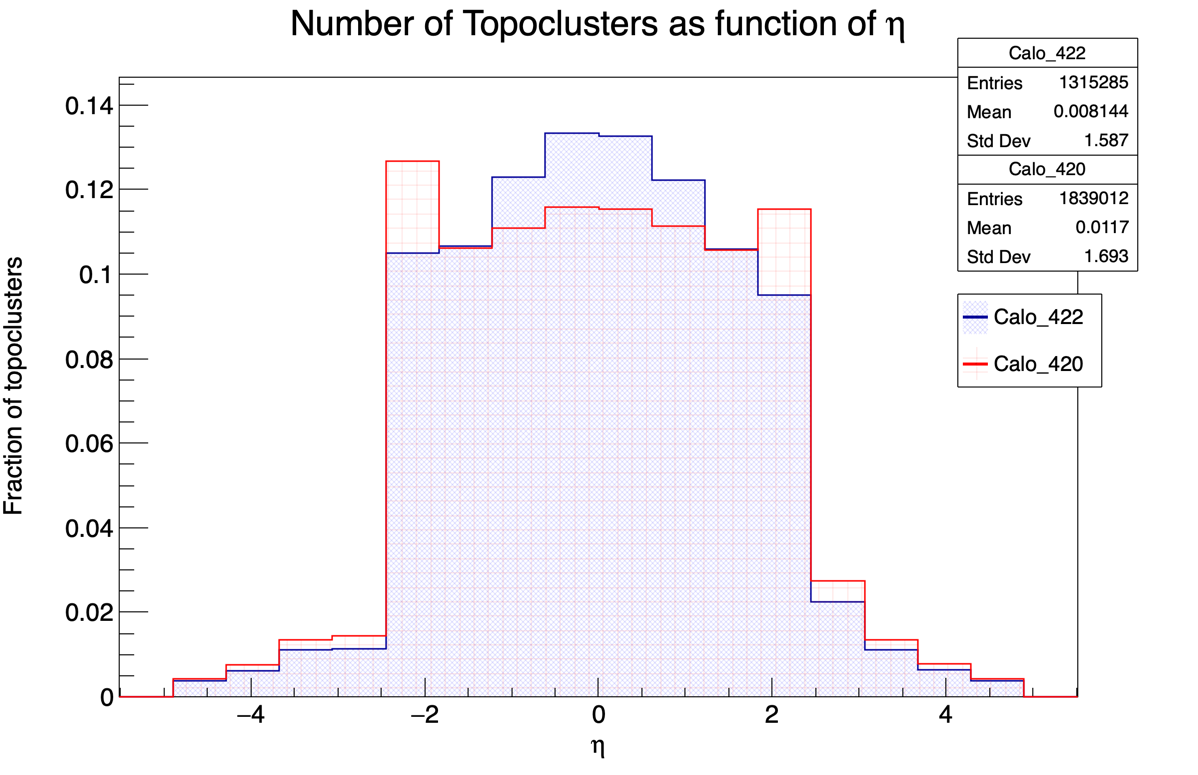 Number of Topoclusters as function of η
Calo_422
Entries 1315285
Mean 0.008144
Std Dev 1.587
Calo_420
Entries 1839012
Mean 0.0117
Std Dev 1.693
Calo_422
Calo_420
Fraction of topoclusters
0.14
0.12
0.1
0.08
0.06
0.04
0.02
0
−4 −2 0 2 4
η